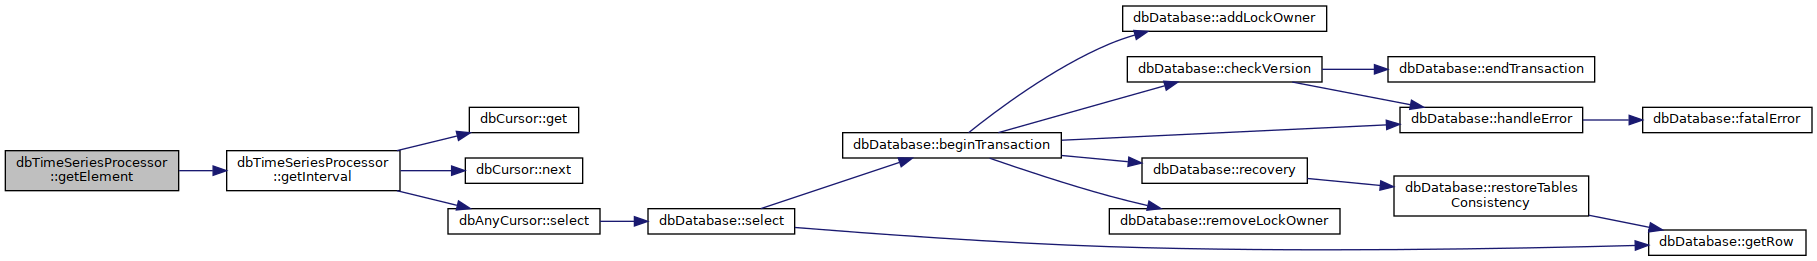 dbTimeSeriesProcessor
::getElement
dbTimeSeriesProcessor
::getInterval
dbCursor::get
dbCursor::next
dbAnyCursor::select
dbDatabase::select
dbDatabase::beginTransaction
dbDatabase::addLockOwner
dbDatabase::checkVersion
dbDatabase::endTransaction
dbDatabase::handleError
dbDatabase::fatalError
dbDatabase::recovery
dbDatabase::restoreTables
Consistency
dbDatabase::removeLockOwner
dbDatabase::getRow